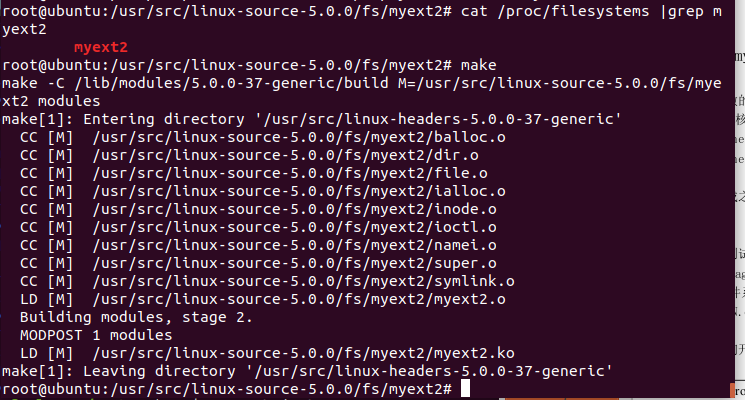 root@ubuntu:/usr/src/linux-source-5.0.0/fs/myext2# cat /proc/filesystems |grep m
yext2
        myext2
root@ubuntu:/usr/src/linux-source-5.0.0/fs/myext2# make
make -C /lib/modules/5.0.0-37-generic/build M=/usr/src/linux-source-5.0.0/fs/mye
xt2 modules
make[1]: Entering directory '/usr/src/linux-headers-5.0.0-37-generic'
  CC [M]  /usr/src/linux-source-5.0.0/fs/myext2/balloc.o
  CC [M]  /usr/src/linux-source-5.0.0/fs/myext2/dir.o
  CC [M]  /usr/src/linux-source-5.0.0/fs/myext2/file.o
  CC [M]  /usr/src/linux-source-5.0.0/fs/myext2/ialloc.o
  CC [M]  /usr/src/linux-source-5.0.0/fs/myext2/inode.o
  CC [M]  /usr/src/linux-source-5.0.0/fs/myext2/ioctl.o
  CC [M]  /usr/src/linux-source-5.0.0/fs/myext2/namei.o
  CC [M]  /usr/src/linux-source-5.0.0/fs/myext2/super.o
  CC [M]  /usr/src/linux-source-5.0.0/fs/myext2/symlink.o
  LD [M]  /usr/src/linux-source-5.0.0/fs/myext2/myext2.o
  Building modules, stage 2.
  MODPOST 1 modules
  LD [M]  /usr/src/linux-source-5.0.0/fs/myext2/myext2.ko
make[1]: Leaving directory '/usr/src/linux-headers-5.0.0-37-generic'
root@ubuntu:/usr/src/linux-source-5.0.0/fs/myext2#